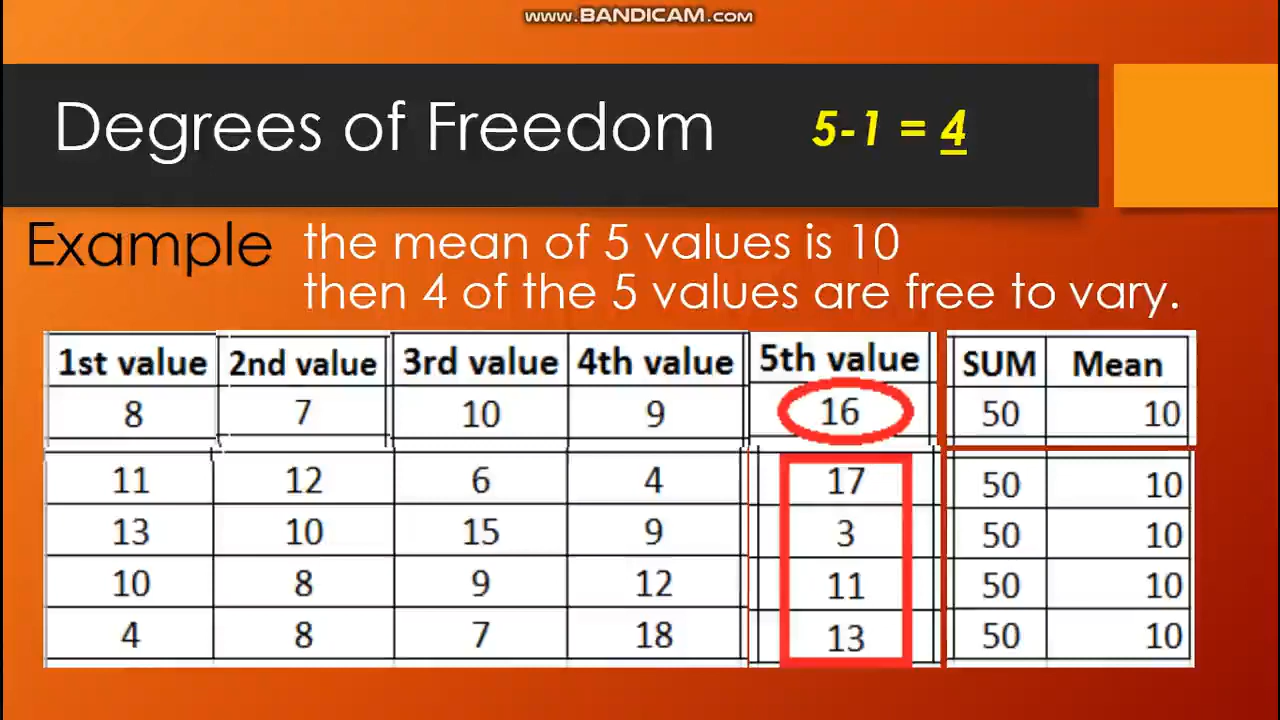 www.BANDICAM.com
Degrees of Freedom 5-1 = 4
Example the mean of 5 values is 10
then 4 of the 5 values are free to vary.
1st value 2nd value 3rd value 4th value 5th value SUM Mean
8 7 10 9 16 50 10
11 12 6 4 17 50 10
13 10 15 9 3 50 10
10 8 9 12 11 50 10
4 8 7 18 13 50 10